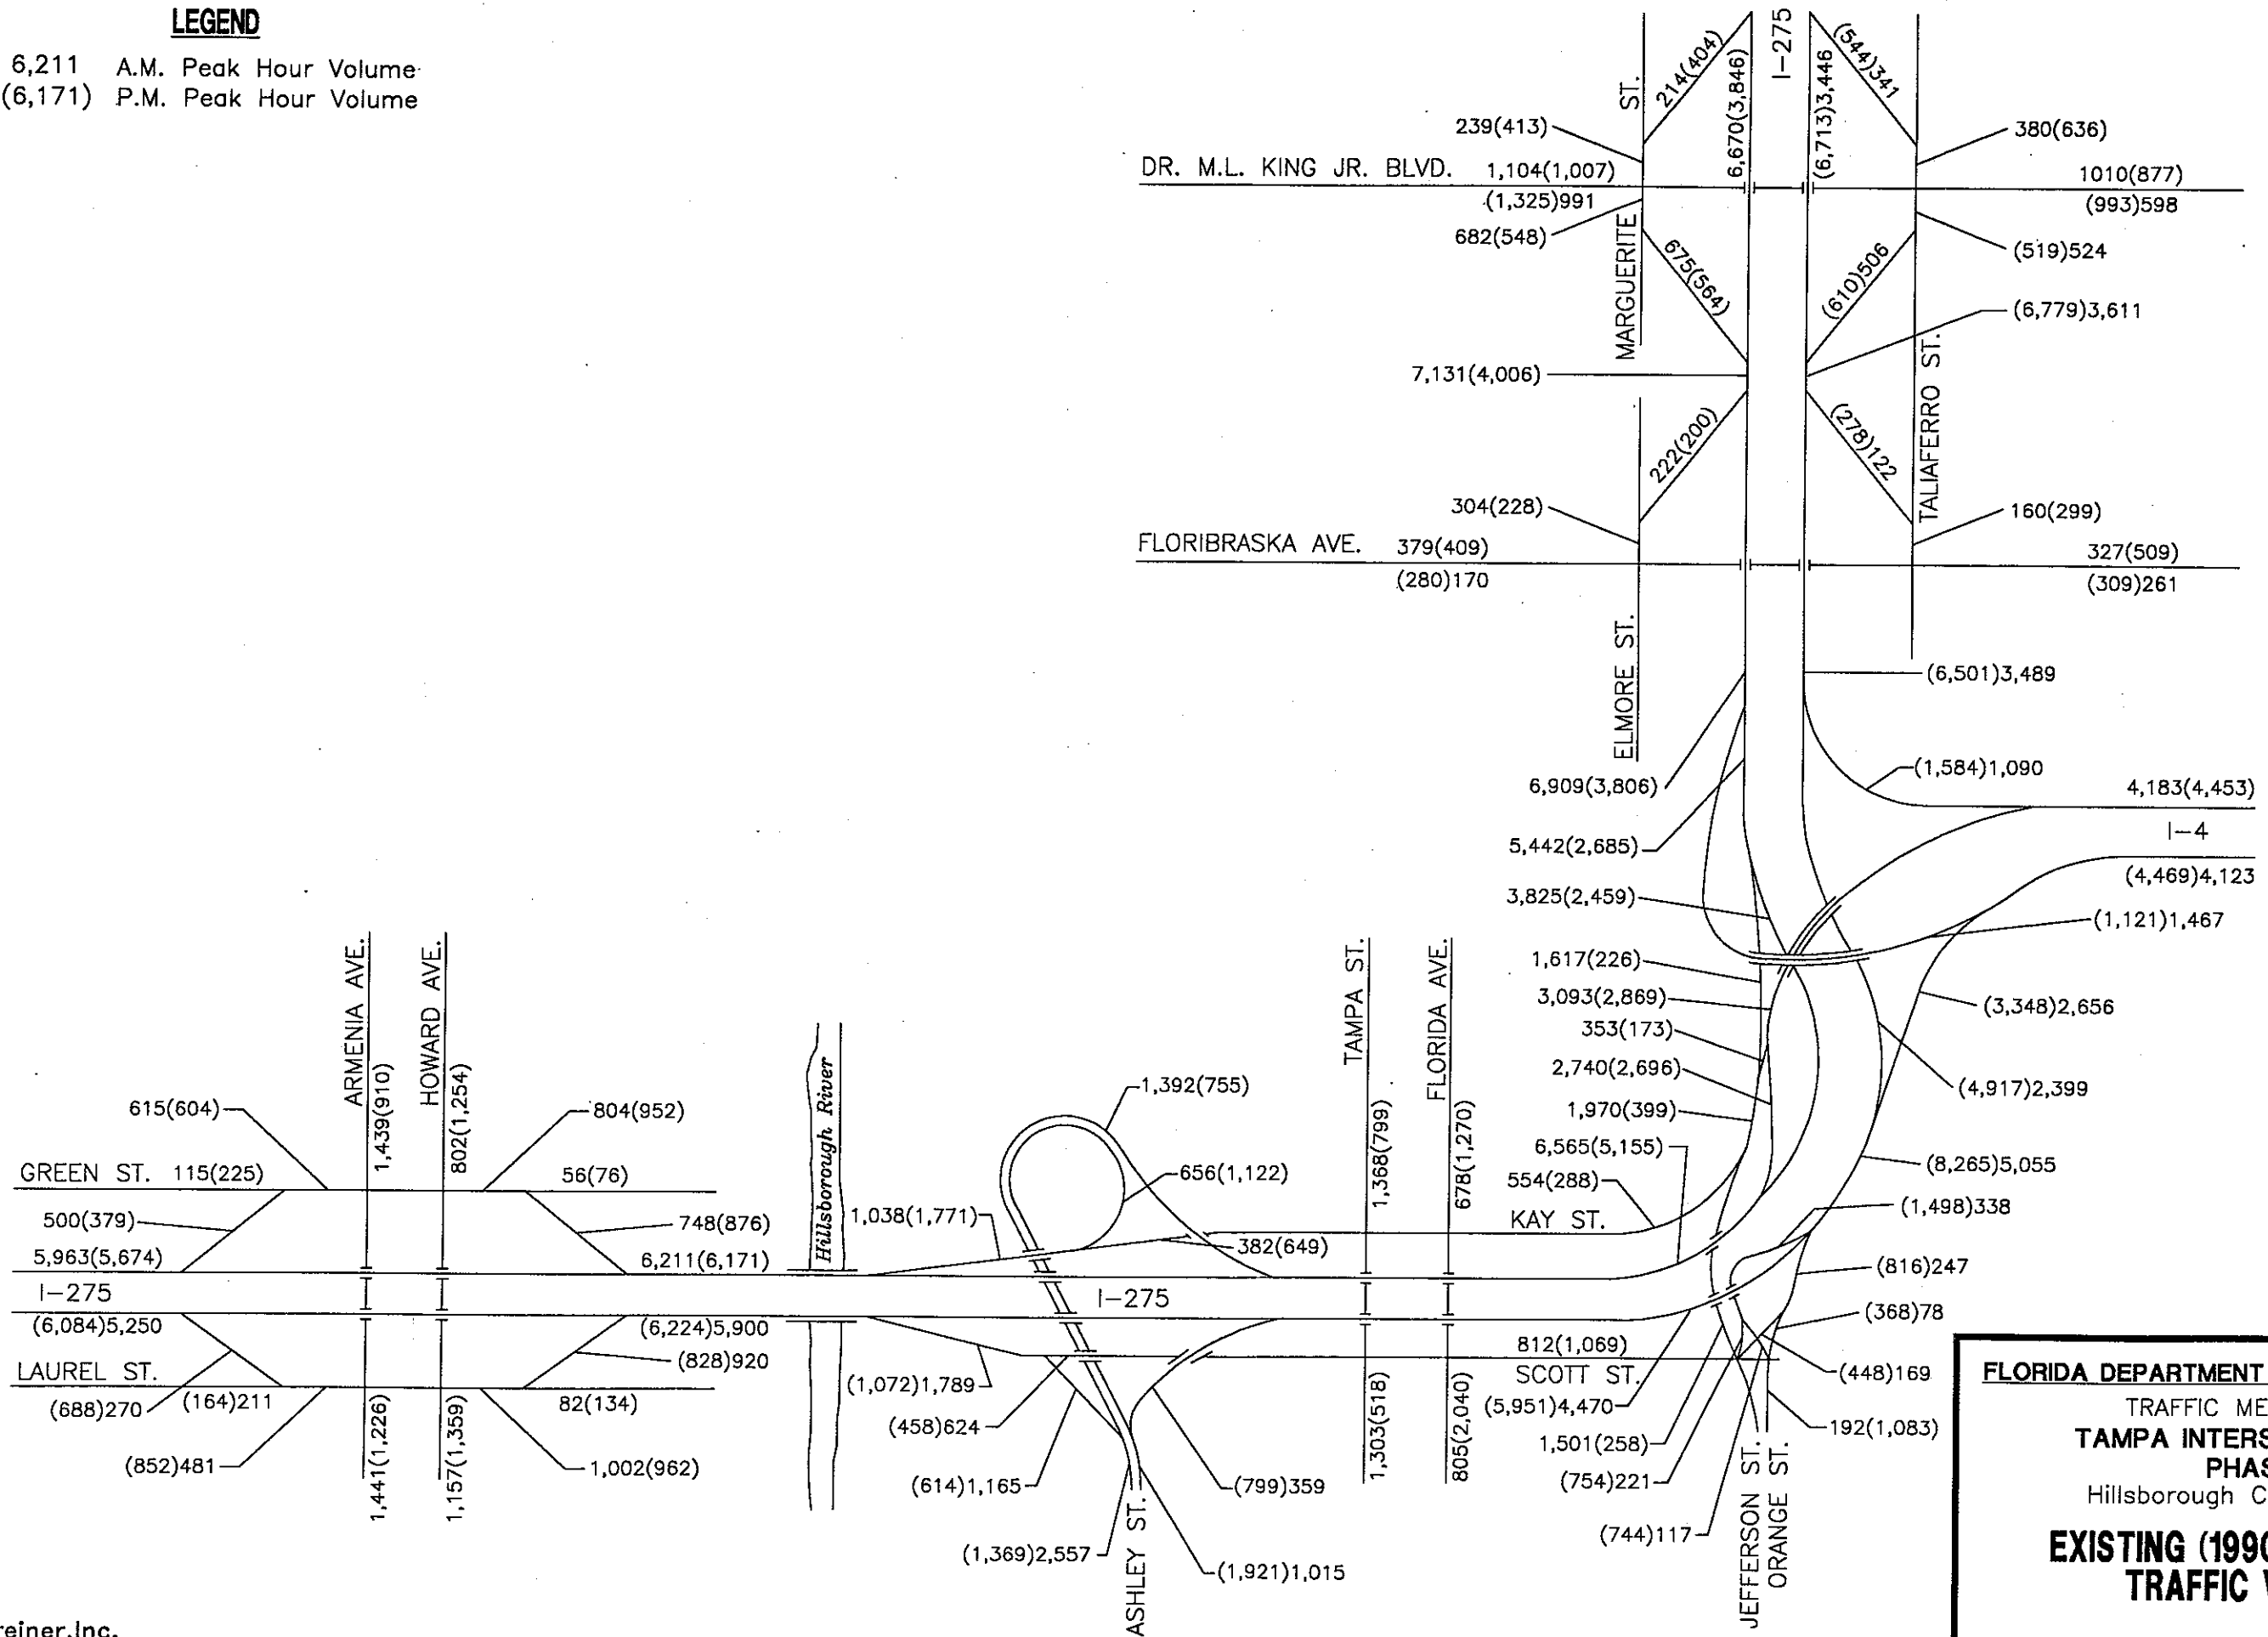 LEGEND
6,211 A.M. Peak Hour Volume
(6,171) P.M. Peak Hour Volume
I-275
ST.
214(404)
6,670(3,846)
(6,713)3,446
(544)341
239(413)
380(636)
DR. M.L. KING JR. BLVD. 1,104(1,007)
1010(877)
(1,325)991
(993)598
682(548)
(519)524
MARGUERITE
675(564)
(610)506
(6,779)3,611
7,131(4,006)
222(200)
(278)122
TALIAFERRO ST.
304(228)
160(299)
FLORIBRASKA AVE. 379(409)
327(509)
(280)170
(309)261
ELMORE ST.
(6,501)3,489
6,909(3,806)
(1,584)1,090
4,183(4,453)
I-4
5,442(2,685)
(4,469)4,123
3,825(2,459)
(1,121)1,467
1,617(226)
3,093(2,869)
(3,348)2,656
353(173)
2,740(2,696)
(4,917)2,399
1,970(399)
6,565(5,155)
(8,265)5,055
554(288)
(1,498)338
KAY ST.
(816)247
(368)78
812(1,069)
SCOTT ST.
(448)169
(5,951)4,470
192(1,083)
1,501(258)
(754)221
(744)117
JEFFERSON ST.
ORANGE ST.
TAMPA ST.
1,368(799)
1,303(518)
FLORIDA AVE.
678(1,270)
805(2,040)
ARMENIA AVE.
1,439(910)
1,441(1,226)
HOWARD AVE.
802(1,254)
1,157(1,359)
615(604)
804(952)
GREEN ST. 115(225)
56(76)
500(379)
748(876)
5,963(5,674)
6,211(6,171)
I-275
(6,084)5,250
(6,224)5,900
(828)920
LAUREL ST.
(688)270
(164)211
82(134)
(852)481
1,002(962)
Hillsborough River
1,392(755)
656(1,122)
1,038(1,771)
382(649)
I-275
(1,072)1,789
(458)624
(614)1,165
(799)359
(1,369)2,557
(1,921)1,015
ASHLEY ST.
FLORIDA DEPARTMENT
TRAFFIC ME
TAMPA INTERS
PHAS
Hillsborough C
EXISTING (1990
TRAFFIC V
reiner,Inc.